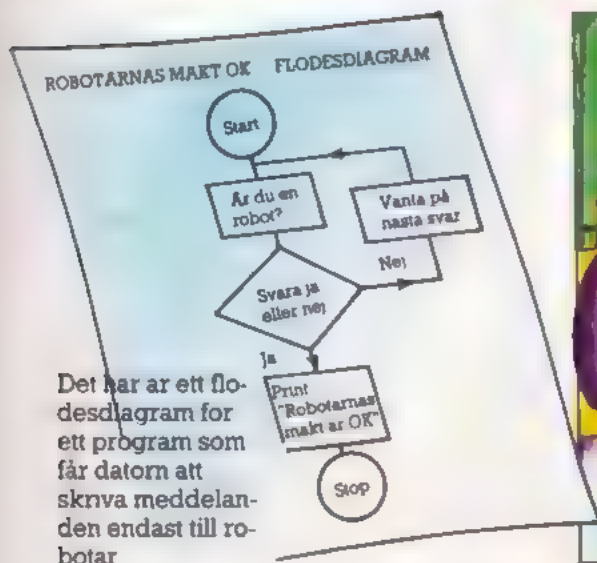 ROBOTARNAS MAKT OK FLODESDIAGRAM
Start
Ar du en
robot?
Vanta på
nasta svar
Nej
Svara ja
eller nej
Ja
Print
"Robotarnas
makt ar OK"
Stop
Det har ar ett flo-
desdiagram for
ett program som
får datorn att
skriva meddelan-
den endast till ro-
botar